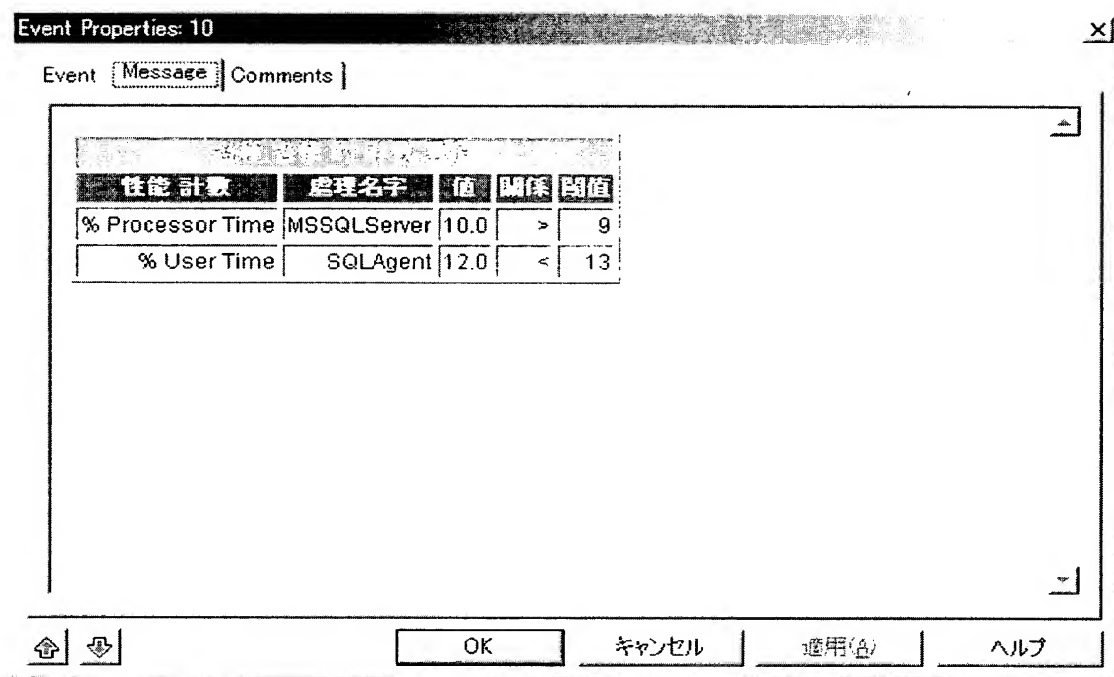 Event Properties: 10
Event Message Comments
性能 計數 處理名字 值 關係 閾值
% Processor Time MSSQLServer 10.0 > 9
% User Time SQLAgent 12.0 < 13
OK キャンセル 適用(A) ヘルプ